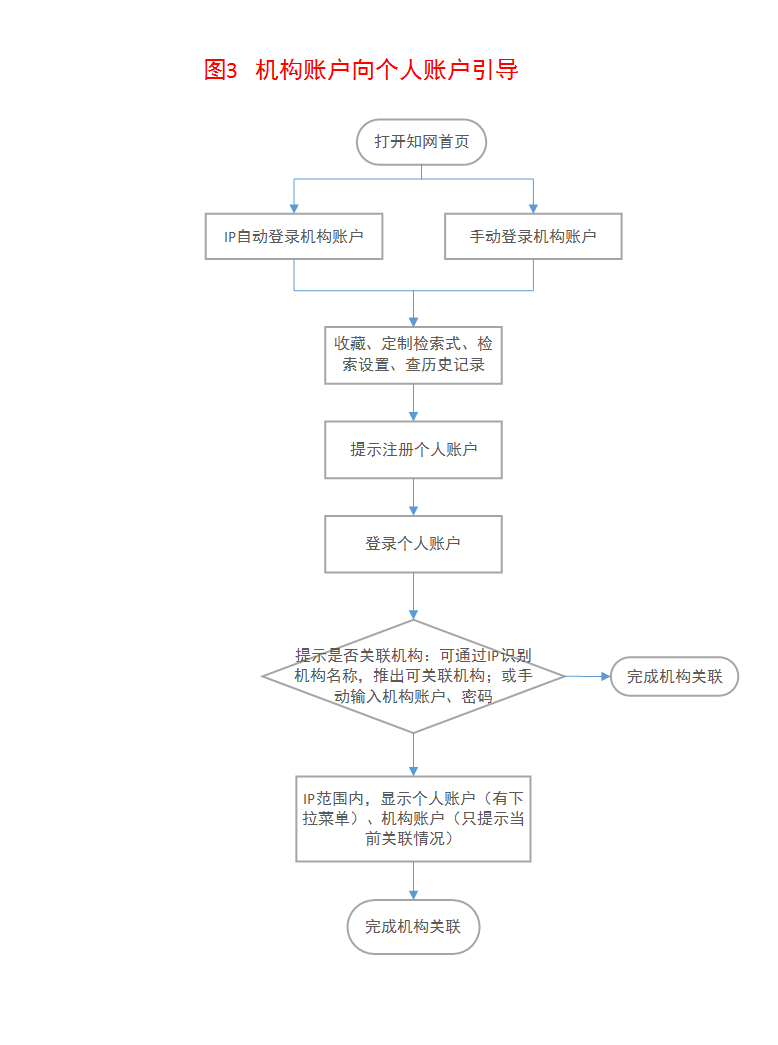 图3 机构账户向个人账户引导
打开知网首页
IP自动登录机构账户
手动登录机构账户
收藏、定制检索式、检
索设置、查历史记录
提示注册个人账户
登录个人账户
提示是否关联机构：可通过IP识别
机构名称，推出可关联机构；或手
动输入机构账户、密码
完成机构关联
IP范围内，显示个人账户（有下
拉菜单）、机构账户（只提示当
前关联情况）
完成机构关联